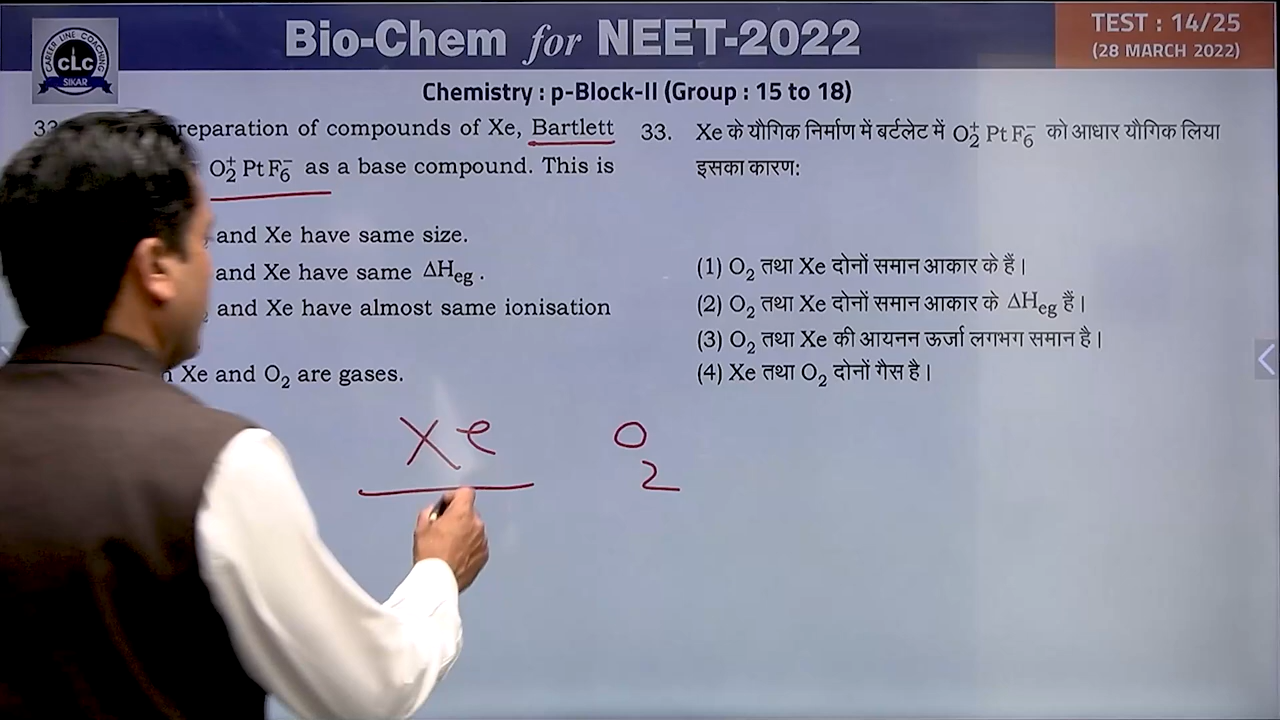 CAREER LINE COACHING
CLC
SIKAR
Bio-Chem for NEET-2022
TEST : 14/25
(28 MARCH 2022)
Chemistry : p-Block-II (Group : 15 to 18)
reparation of compounds of Xe, Bartlett
O₂⁺ PtF₆⁻ as a base compound. This is
and Xe have same size.
and Xe have same ΔHeg .
and Xe have almost same ionisation
Xe and O₂ are gases.
33. Xe के यौगिक निर्माण में बर्टलेट में O₂⁺ PtF₆⁻ को आधार यौगिक लिया
इसका कारण:
(1) O₂ तथा Xe दोनों समान आकार के हैं।
(2) O₂ तथा Xe दोनों समान आकार के ΔHeg हैं।
(3) O₂ तथा Xe की आयनन ऊर्जा लगभग समान है।
(4) Xe तथा O₂ दोनों गैस है।
Xe O₂